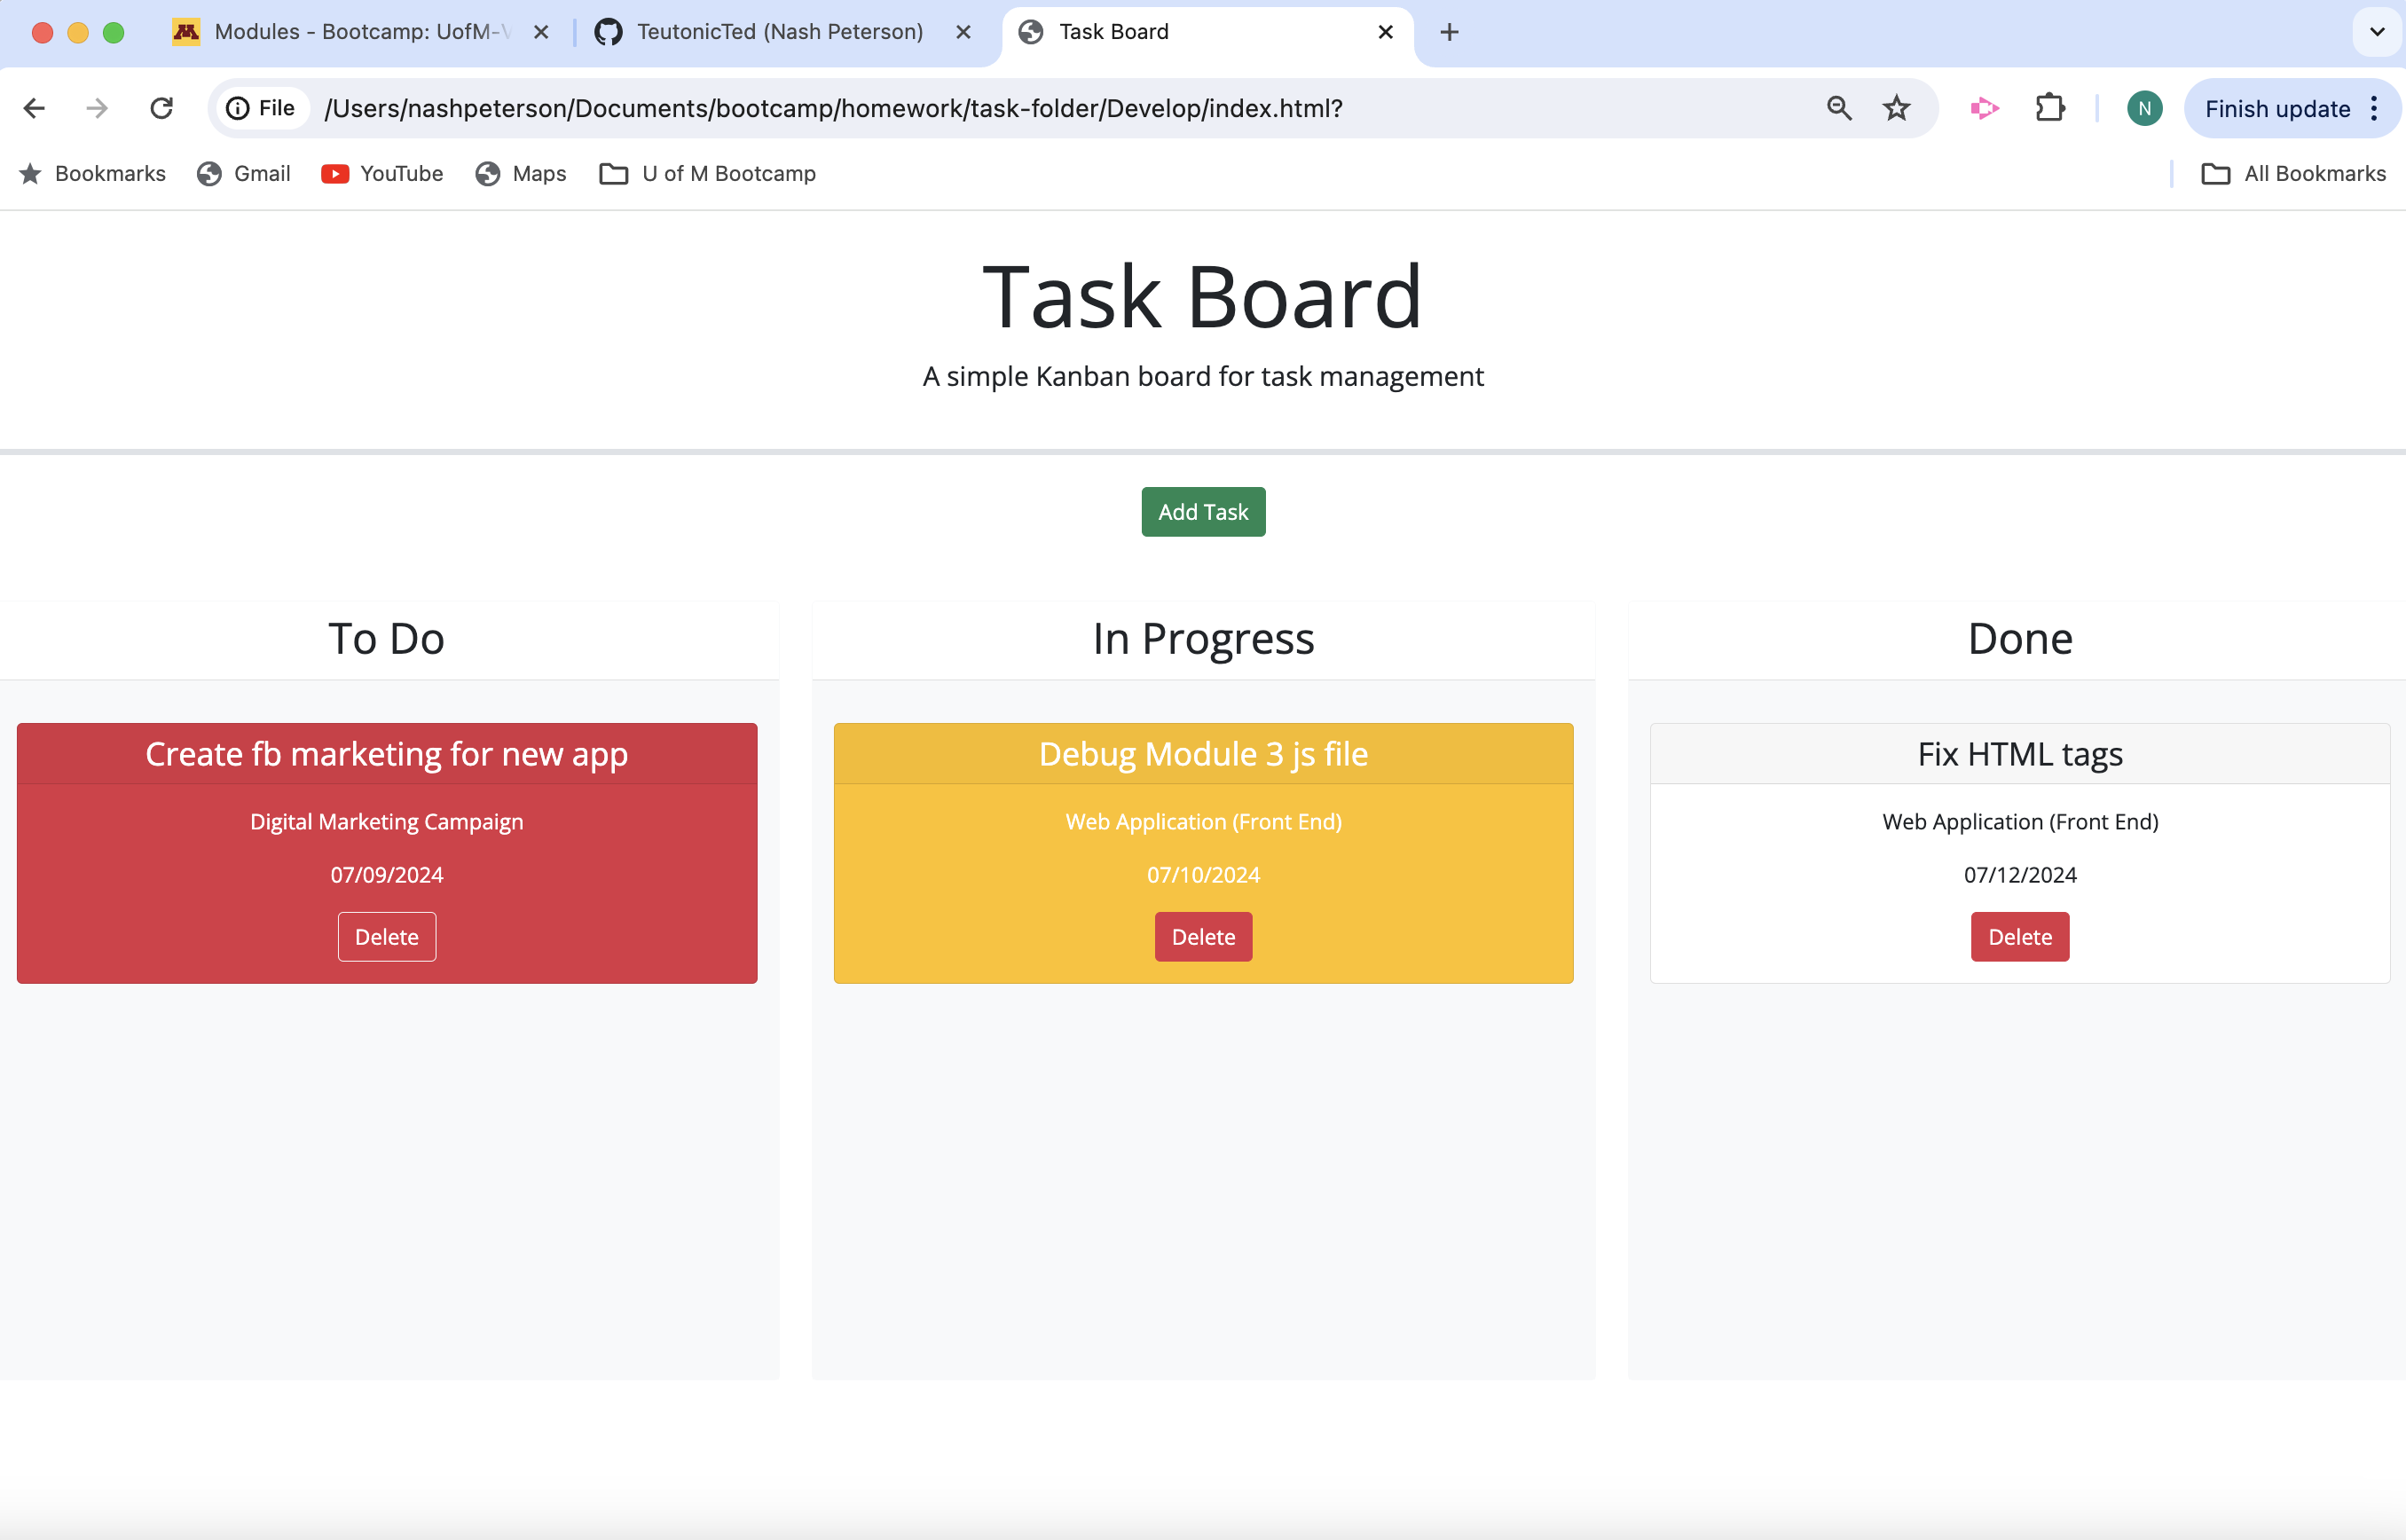 Modules - Bootcamp: UofM-V
TeutonicTed (Nash Peterson)
Task Board
File
/Users/nashpeterson/Documents/bootcamp/homework/task-folder/Develop/index.html?
N
Finish update
Bookmarks
Gmail
YouTube
Maps
U of M Bootcamp
All Bookmarks
Task Board
A simple Kanban board for task management
Add Task
To Do
In Progress
Done
Create fb marketing for new app
Digital Marketing Campaign
07/09/2024
Delete
Debug Module 3 js file
Web Application (Front End)
07/10/2024
Delete
Fix HTML tags
Web Application (Front End)
07/12/2024
Delete